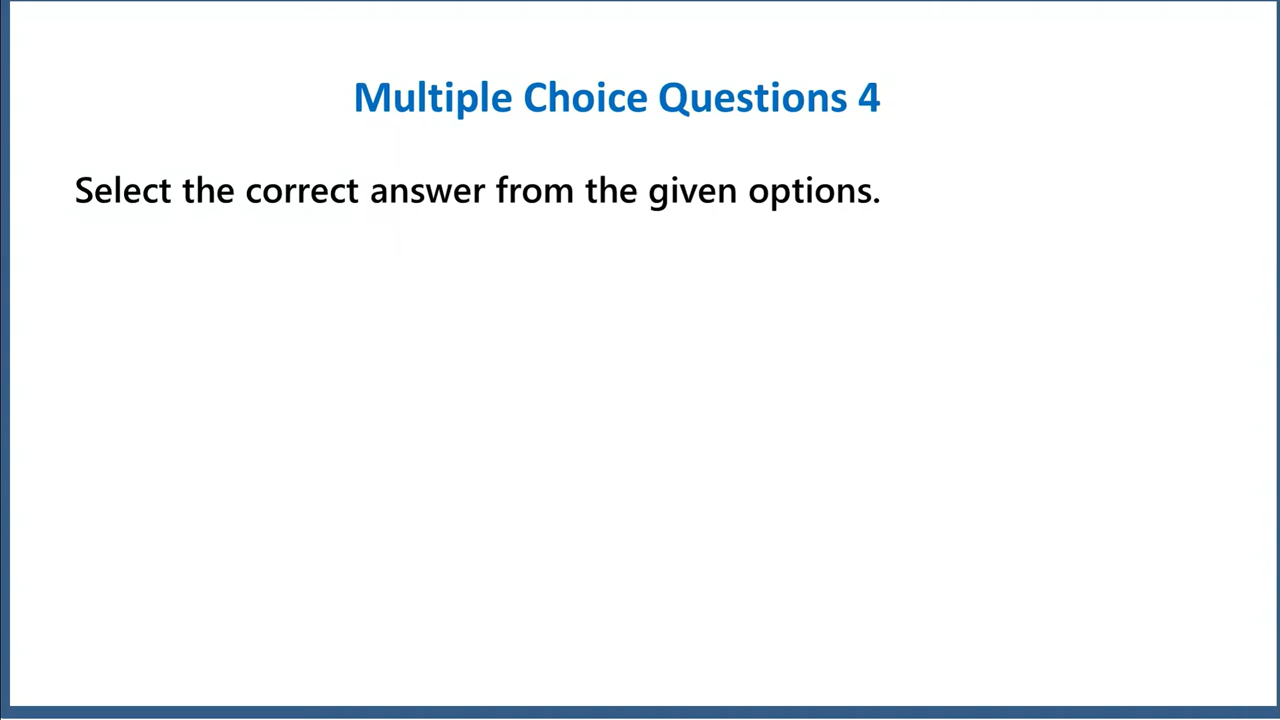 Multiple Choice Questions 4
Select the correct answer from the given options.